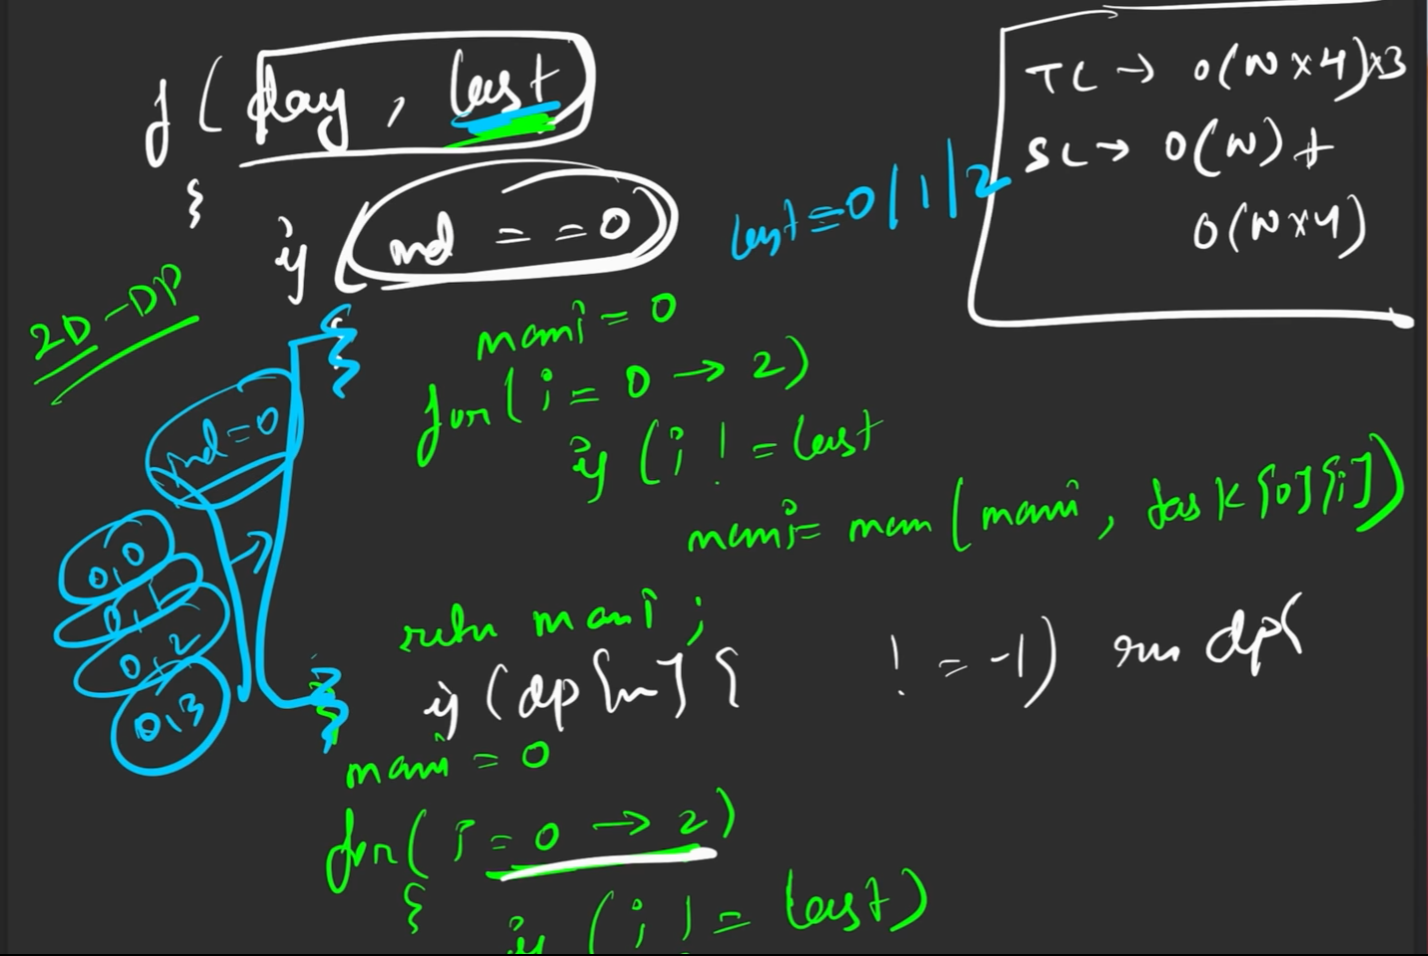 f(day, last)
TC → O(N×4)×3
SC → O(N) +
O(N×4)
{
if (ind == 0)
last = 0/1/2
2D-DP
{
maxi = 0
for(i = 0 → 2)
ind=0
if (i != last
maxi = max(maxi, task[0][i])
0,0
0,1
0,2
0,3
return maxi;
}
if (dp[n][ != -1) return dp[
maxi = 0
for(i = 0 → 2)
{
if (i != last)